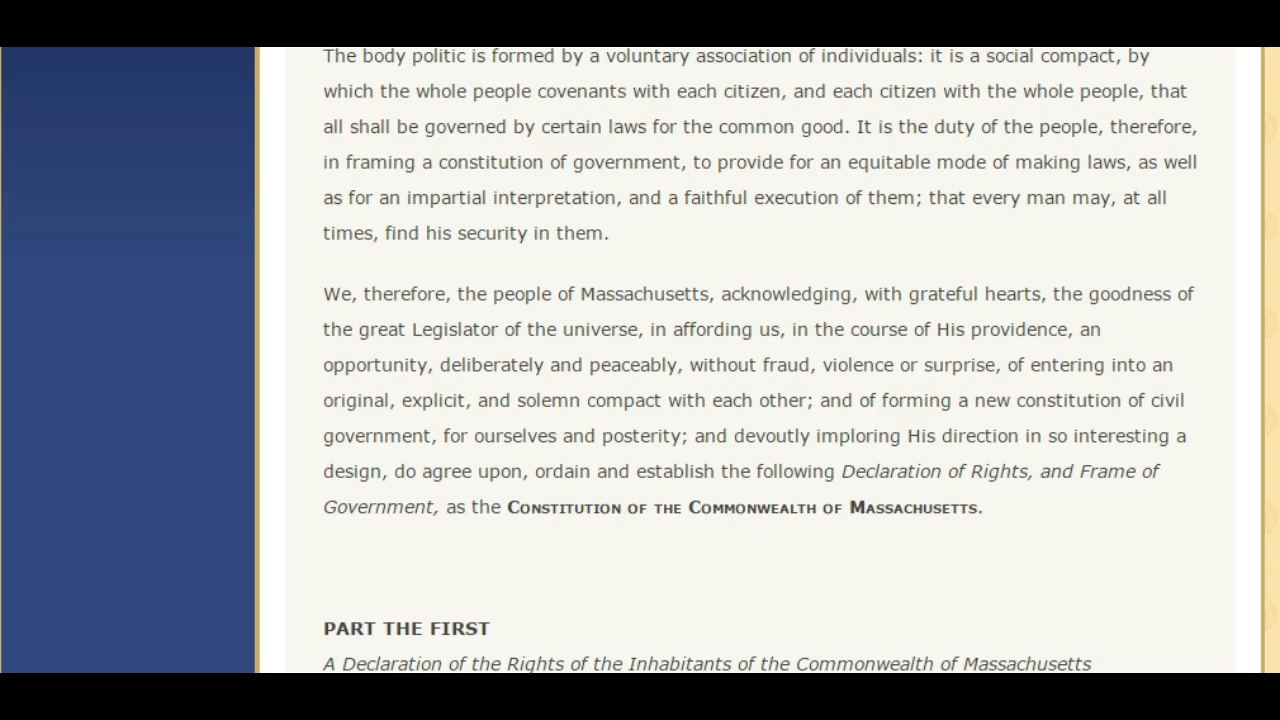 The body politic is formed by a voluntary association of individuals: it is a social compact, by
which the whole people covenants with each citizen, and each citizen with the whole people, that
all shall be governed by certain laws for the common good. It is the duty of the people, therefore,
in framing a constitution of government, to provide for an equitable mode of making laws, as well
as for an impartial interpretation, and a faithful execution of them; that every man may, at all
times, find his security in them.
We, therefore, the people of Massachusetts, acknowledging, with grateful hearts, the goodness of
the great Legislator of the universe, in affording us, in the course of His providence, an
opportunity, deliberately and peaceably, without fraud, violence or surprise, of entering into an
original, explicit, and solemn compact with each other; and of forming a new constitution of civil
government, for ourselves and posterity; and devoutly imploring His direction in so interesting a
design, do agree upon, ordain and establish the following Declaration of Rights, and Frame of
Government, as the Constitution of the Commonwealth of Massachusetts.
PART THE FIRST
A Declaration of the Rights of the Inhabitants of the Commonwealth of Massachusetts